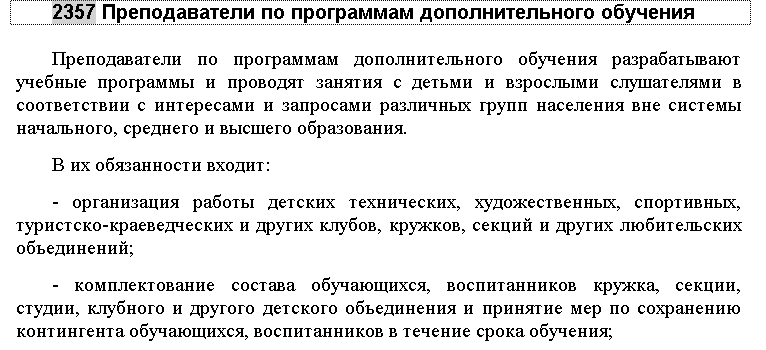 2357 Преподаватели по программам дополнительного обучения
Преподаватели по программам дополнительного обучения разрабатывают
учебные программы и проводят занятия с детьми и взрослыми слушателями в
соответствии с интересами и запросами различных групп населения вне системы
начального, среднего и высшего образования.
В их обязанности входит:
- организация работы детских технических, художественных, спортивных,
туристско-краеведческих и других клубов, кружков, секций и других любительских
объединений;
- комплектование состава обучающихся, воспитанников кружка, секции,
студии, клубного и другого детского объединения и принятие мер по сохранению
контингента обучающихся, воспитанников в течение срока обучения;